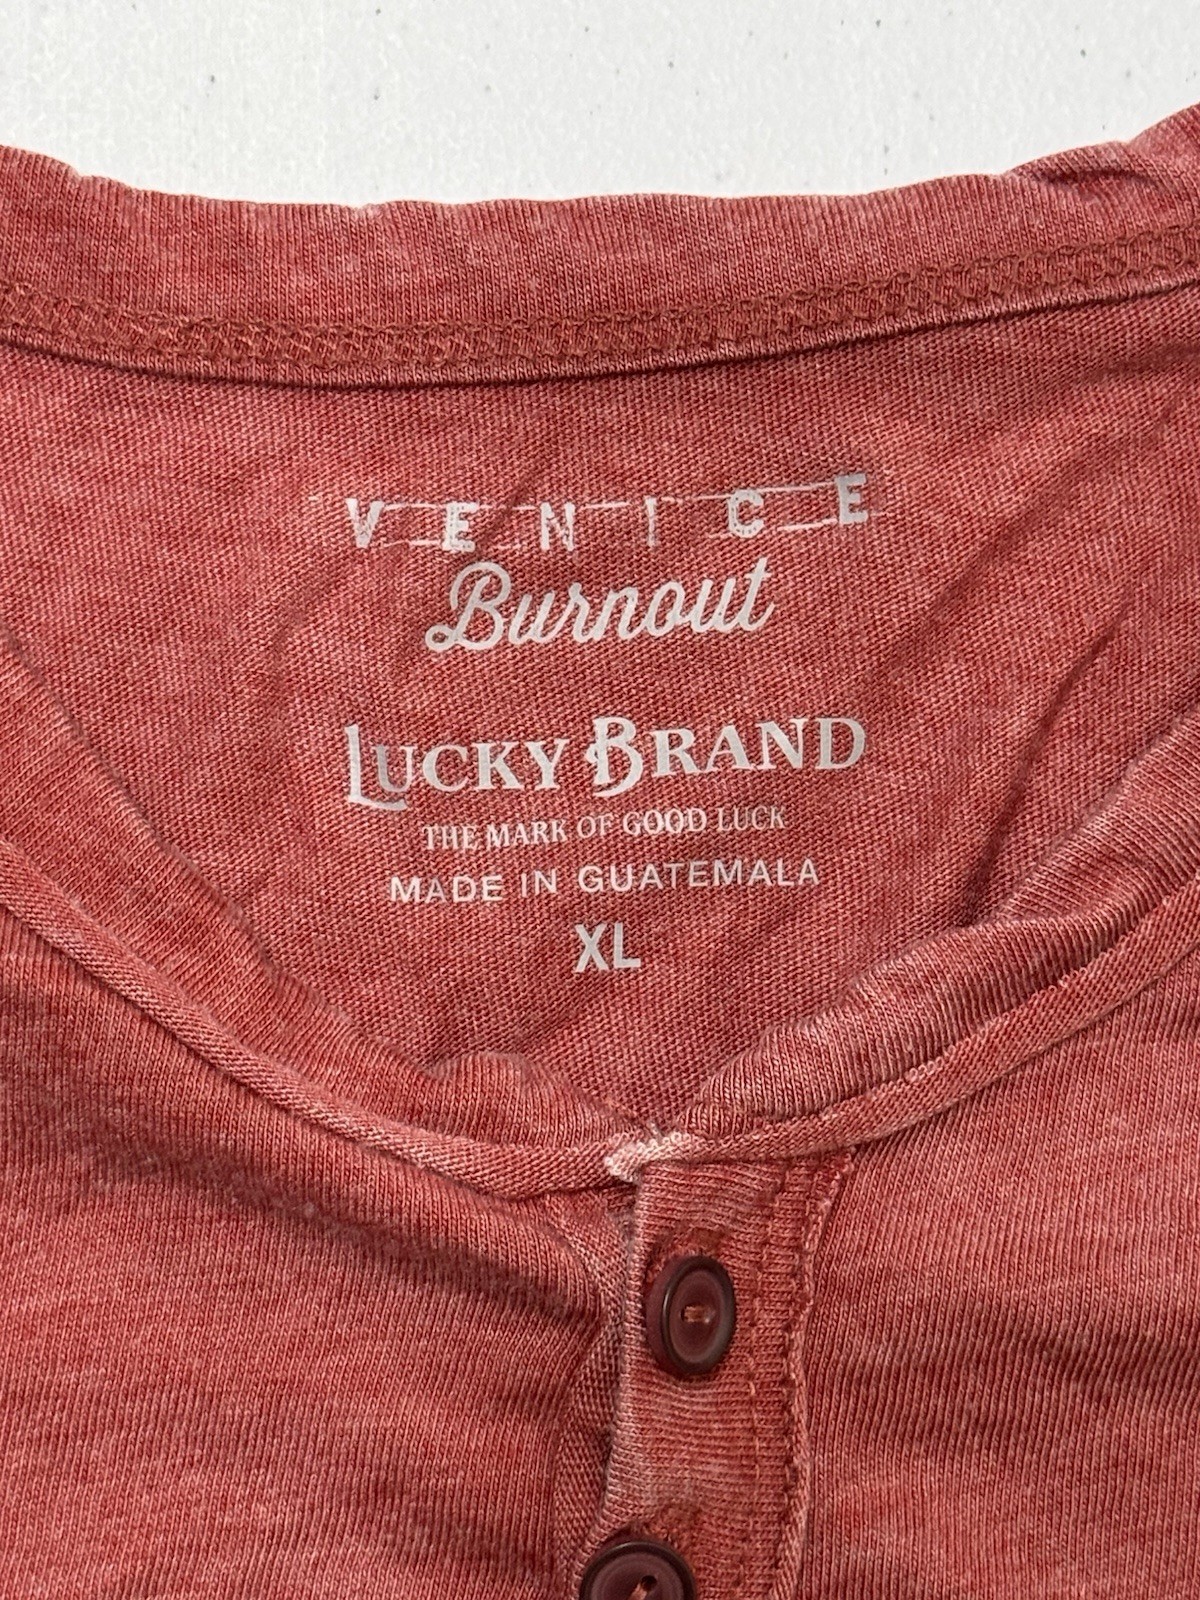 VENICE
Burnout
LUCKY BRAND
THE MARK OF GOOD LUCK
MADE IN GUATEMALA
XL